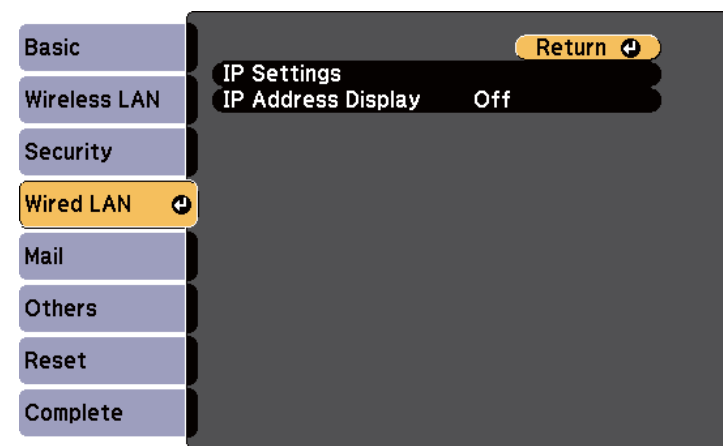 Basic
Wireless LAN
Security
Wired LAN
Mail
Others
Reset
Complete
Return
IP Settings
IP Address Display Off